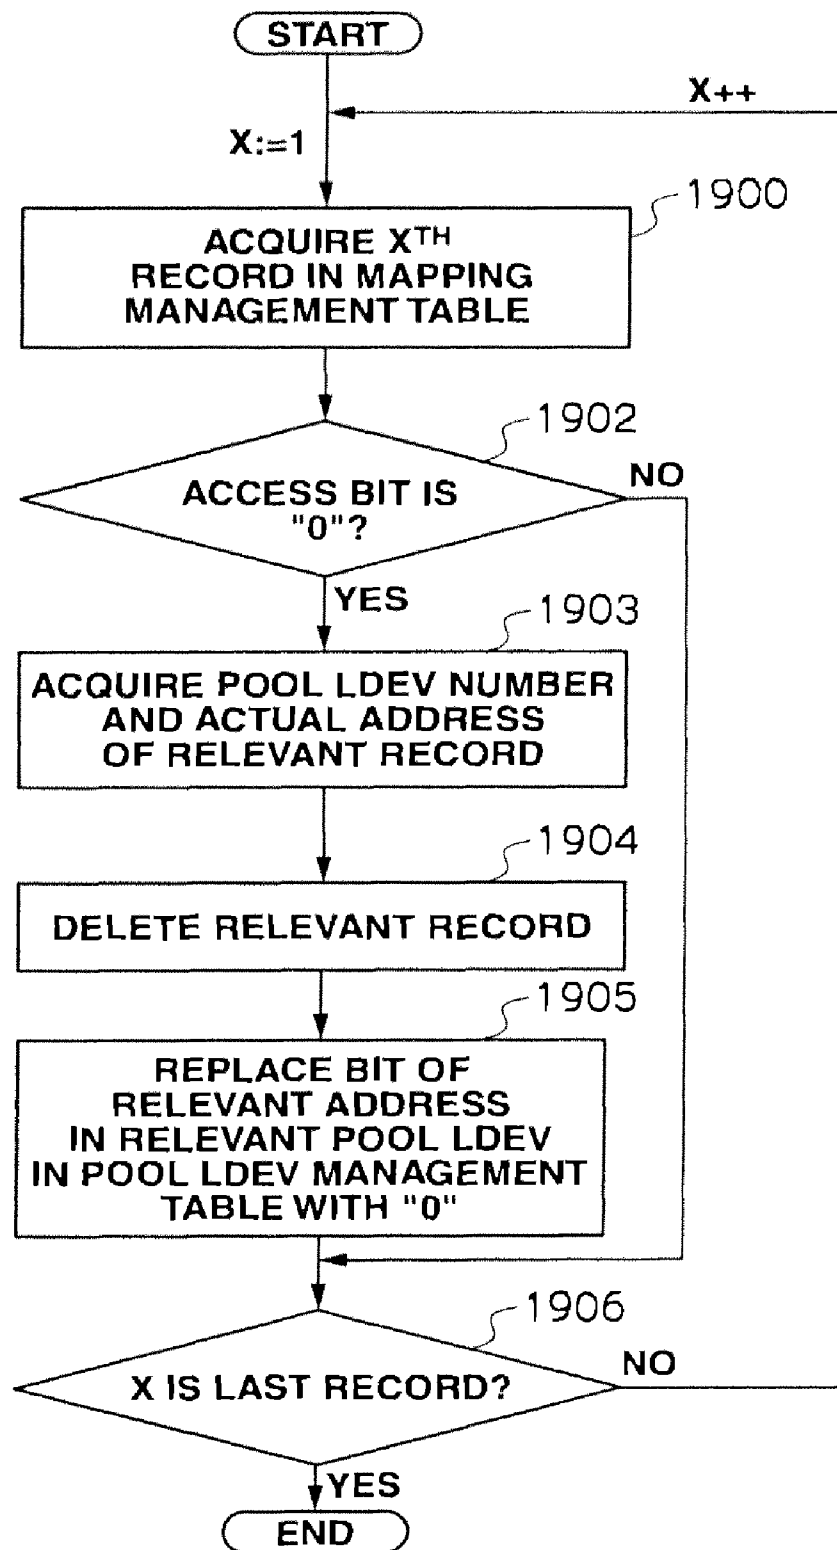 START
X++
X:=1
1900
ACQUIRE XTH
RECORD IN MAPPING
MANAGEMENT TABLE
1902
ACCESS BIT IS
"0"?
NO
YES
1903
ACQUIRE POOL LDEV NUMBER
AND ACTUAL ADDRESS
OF RELEVANT RECORD
1904
DELETE RELEVANT RECORD
1905
REPLACE BIT OF
RELEVANT ADDRESS
IN RELEVANT POOL LDEV
IN POOL LDEV MANAGEMENT
TABLE WITH "0"
1906
X IS LAST RECORD?
NO
YES
END